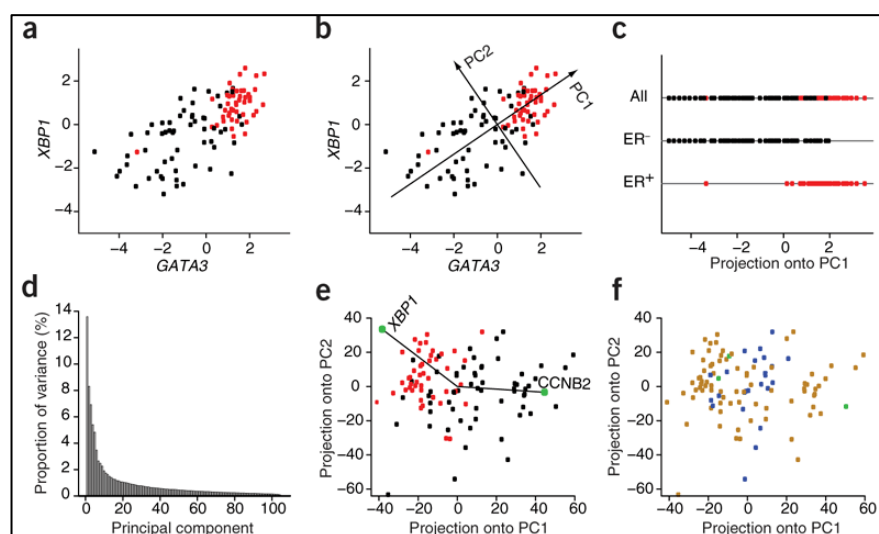 a
XBP1
2
0
−2
−4
−4 −2 0 2
GATA3
b
XBP1
2
0
−2
−4
PC2
PC1
−4 −2 0 2
GATA3
c
All
ER−
ER+
−4 −2 0 2
Projection onto PC1
d
Proportion of variance (%)
14
12
10
8
6
4
2
0
0 20 40 60 80 100
Principal component
e
Projection onto PC2
40
20
0
−20
−40
−60
XBP1
CCNB2
−40 −20 0 20 40 60
Projection onto PC1
f
Projection onto PC2
40
20
0
−20
−40
−60
−40 −20 0 20 40 60
Projection onto PC1